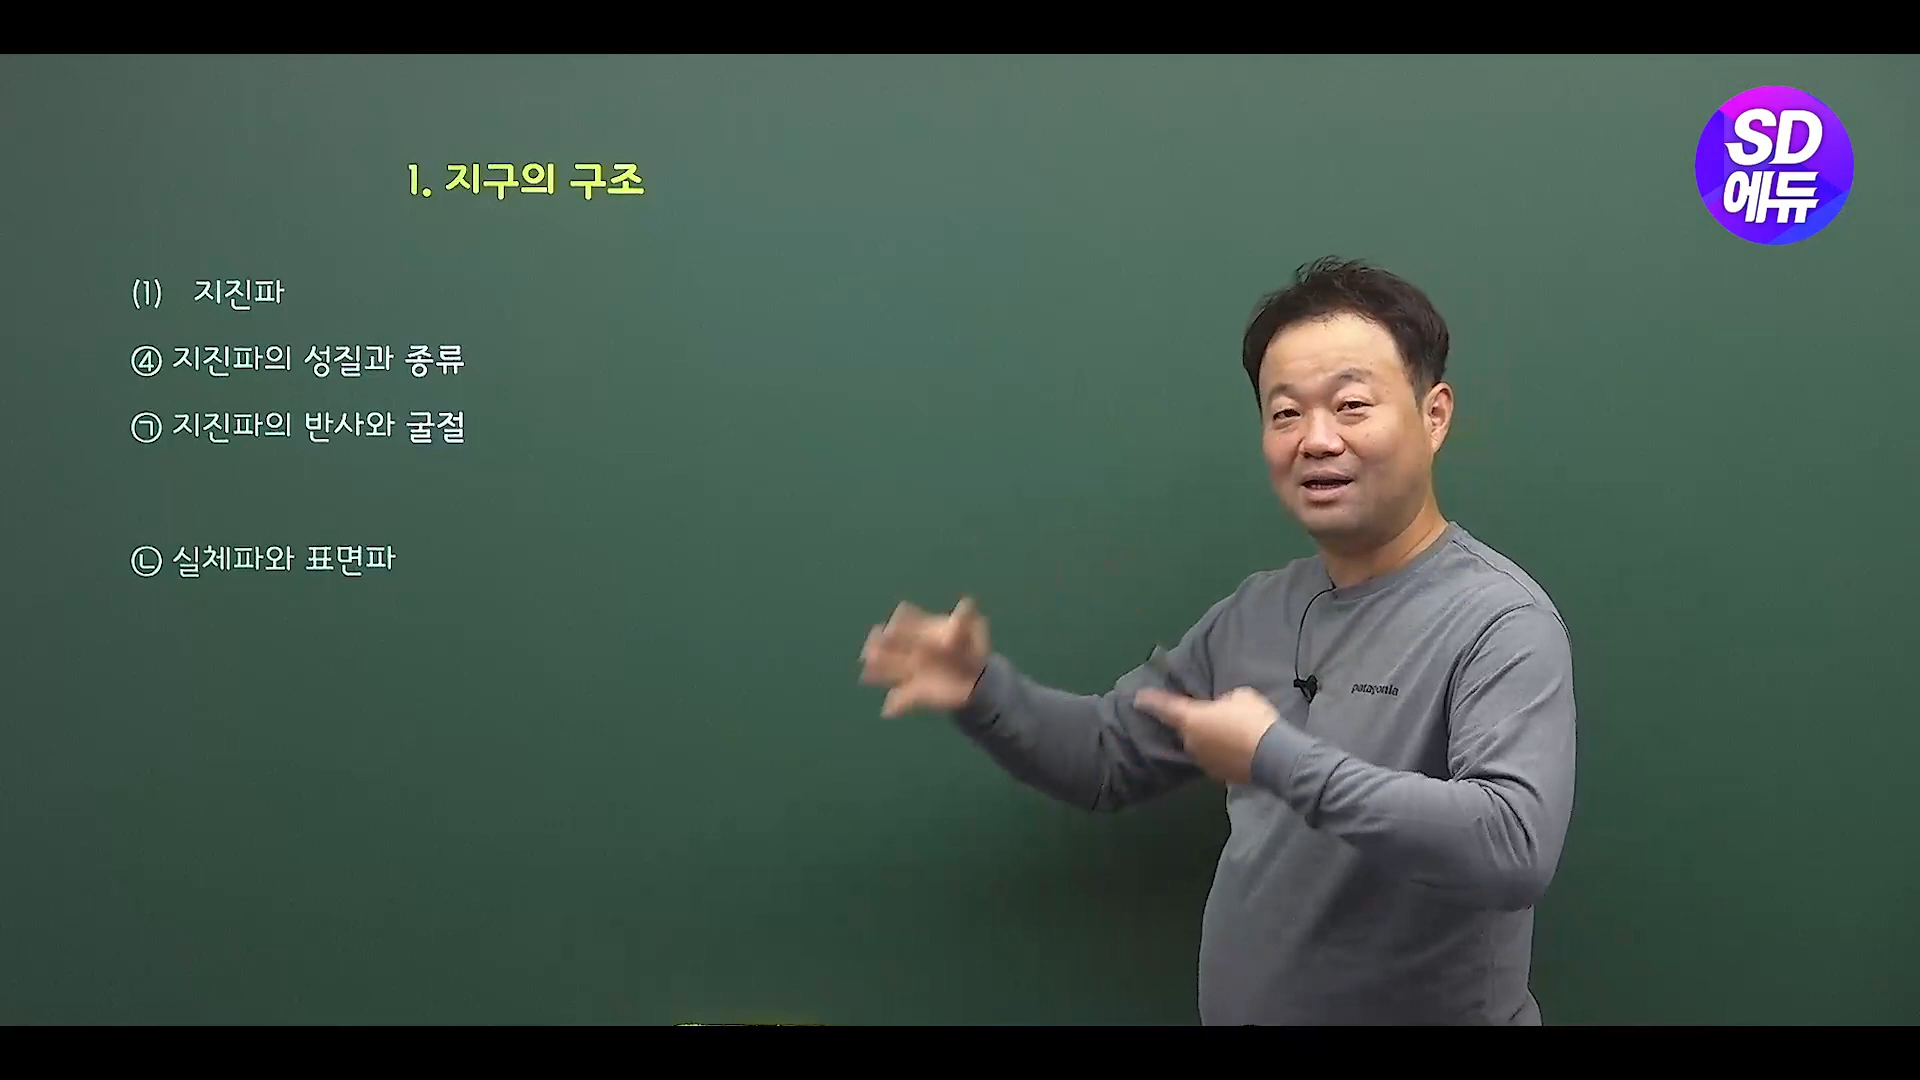 SD
에듀
1. 지구의 구조
(1) 지진파
④ 지진파의 성질과 종류
㉠ 지진파의 반사와 굴절
㉡ 실체파와 표면파
patagonia